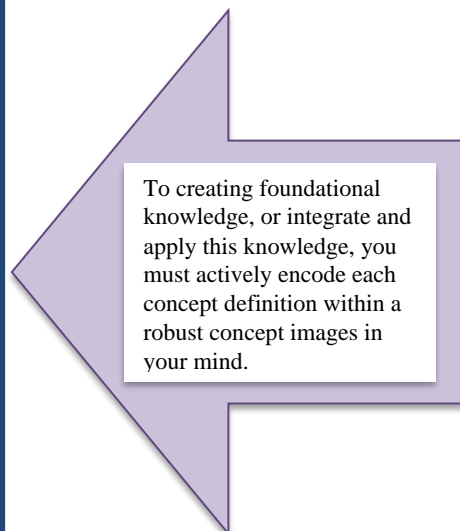 To creating foundational
knowledge, or integrate and
apply this knowledge, you
must actively encode each
concept definition within a
robust concept images in
your mind.